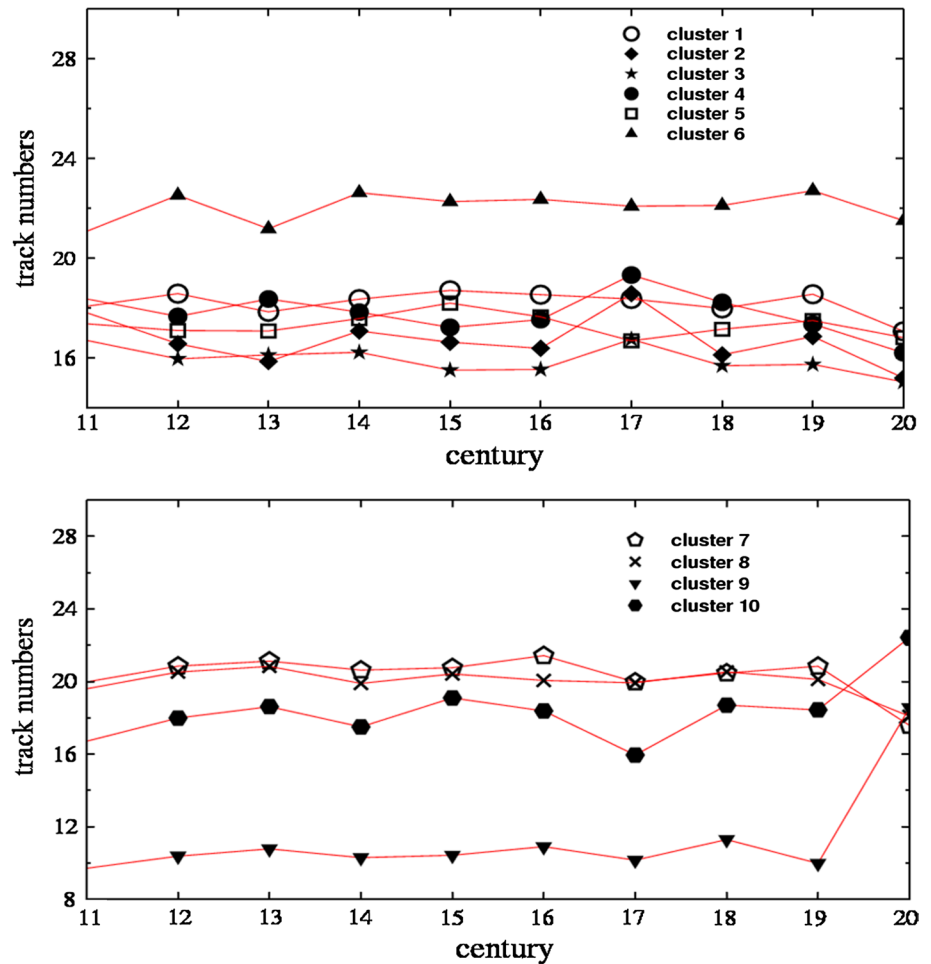 28
24
20
16
track numbers
cluster 1
cluster 2
cluster 3
cluster 4
cluster 5
cluster 6
11 12 13 14 15 16 17 18 19 20
century
28
24
20
16
12
8
track numbers
cluster 7
cluster 8
cluster 9
cluster 10
11 12 13 14 15 16 17 18 19 20
century